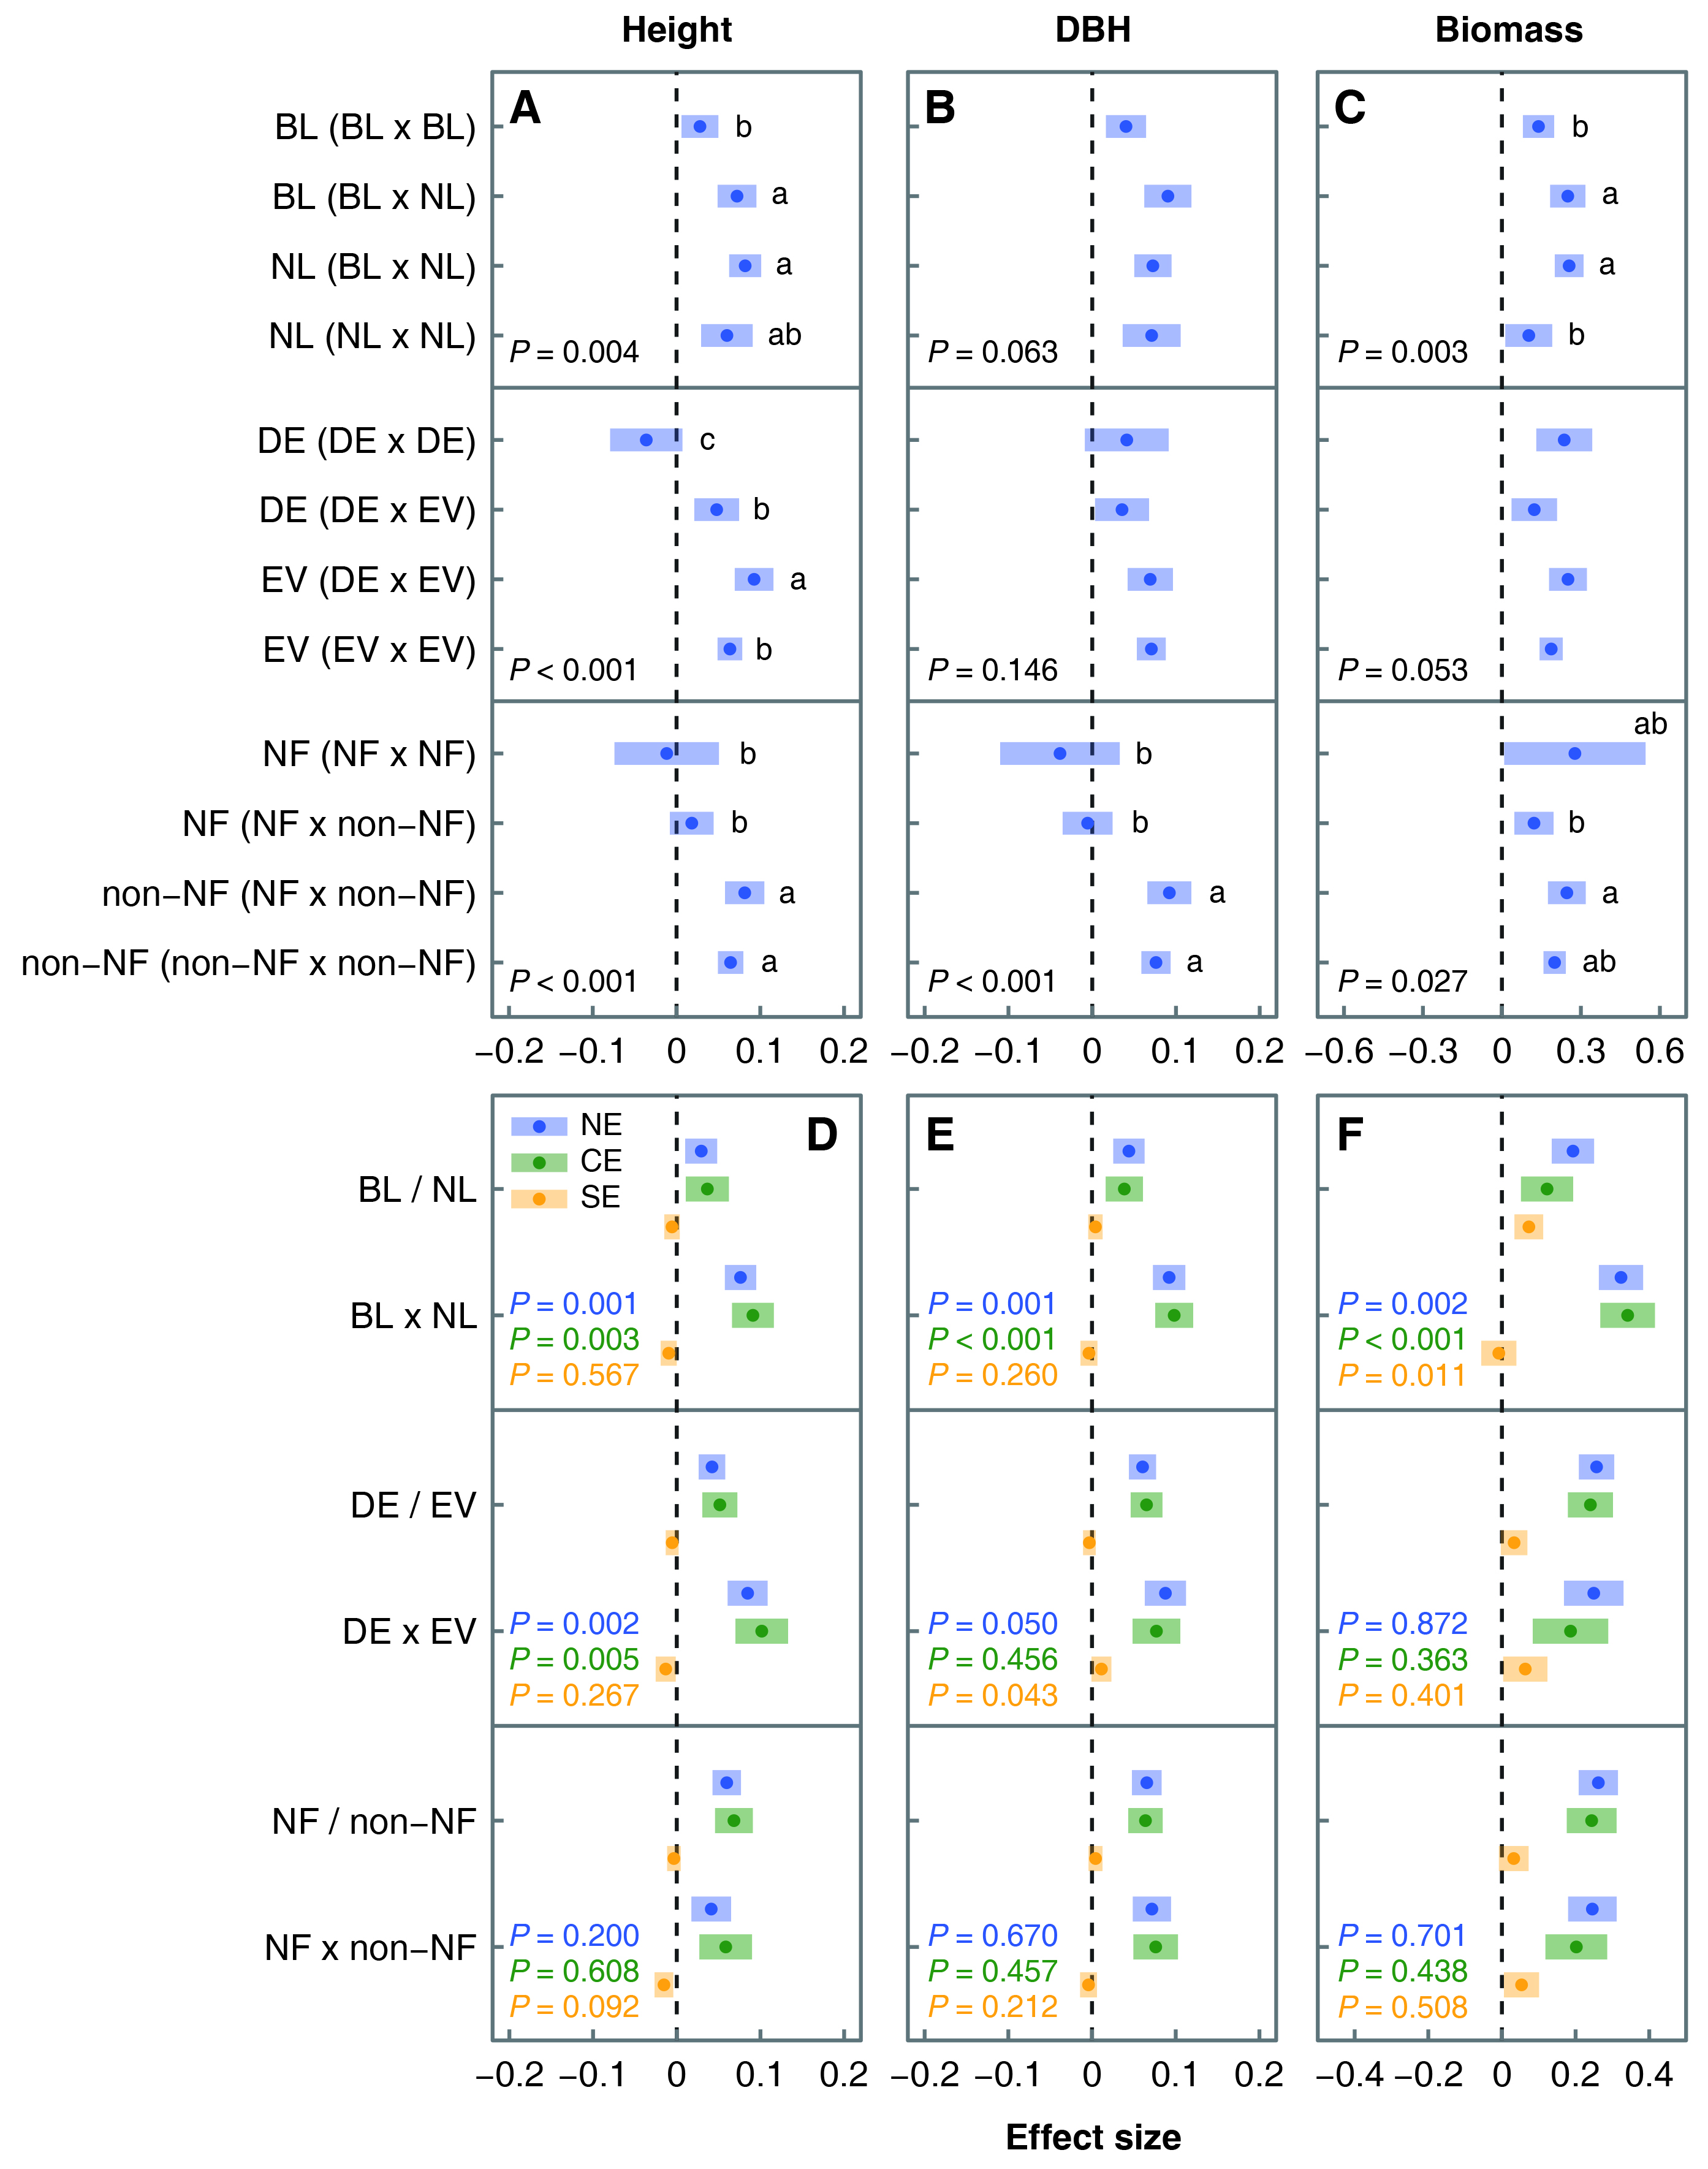 Height DBH Biomass
A B C
BL (BL x BL) b b
BL (BL x NL) a a
NL (BL x NL) a a
NL (NL x NL) ab b
P = 0.004 P = 0.063 P = 0.003
DE (DE x DE) c
DE (DE x EV) b
EV (DE x EV) a
EV (EV x EV) b
P < 0.001 P = 0.146 P = 0.053
ab
NF (NF x NF) b b
NF (NF x non−NF) b b b
non−NF (NF x non−NF) a a a
non−NF (non−NF x non−NF) a a ab
P < 0.001 P < 0.001 P = 0.027
−0.2 −0.1 0 0.1 0.2 −0.2 −0.1 0 0.1 0.2 −0.6 −0.3 0 0.3 0.6
NE D E F
CE
BL / NL
SE
P = 0.001 P = 0.001 P = 0.002
BL x NL
P = 0.003 P < 0.001 P < 0.001
P = 0.567 P = 0.260 P = 0.011
DE / EV
P = 0.002 P = 0.050 P = 0.872
DE x EV
P = 0.005 P = 0.456 P = 0.363
P = 0.267 P = 0.043 P = 0.401
NF / non−NF
P = 0.200 P = 0.670 P = 0.701
NF x non−NF
P = 0.608 P = 0.457 P = 0.438
P = 0.092 P = 0.212 P = 0.508
−0.2 −0.1 0 0.1 0.2 −0.2 −0.1 0 0.1 0.2 −0.4 −0.2 0 0.2 0.4
Effect size